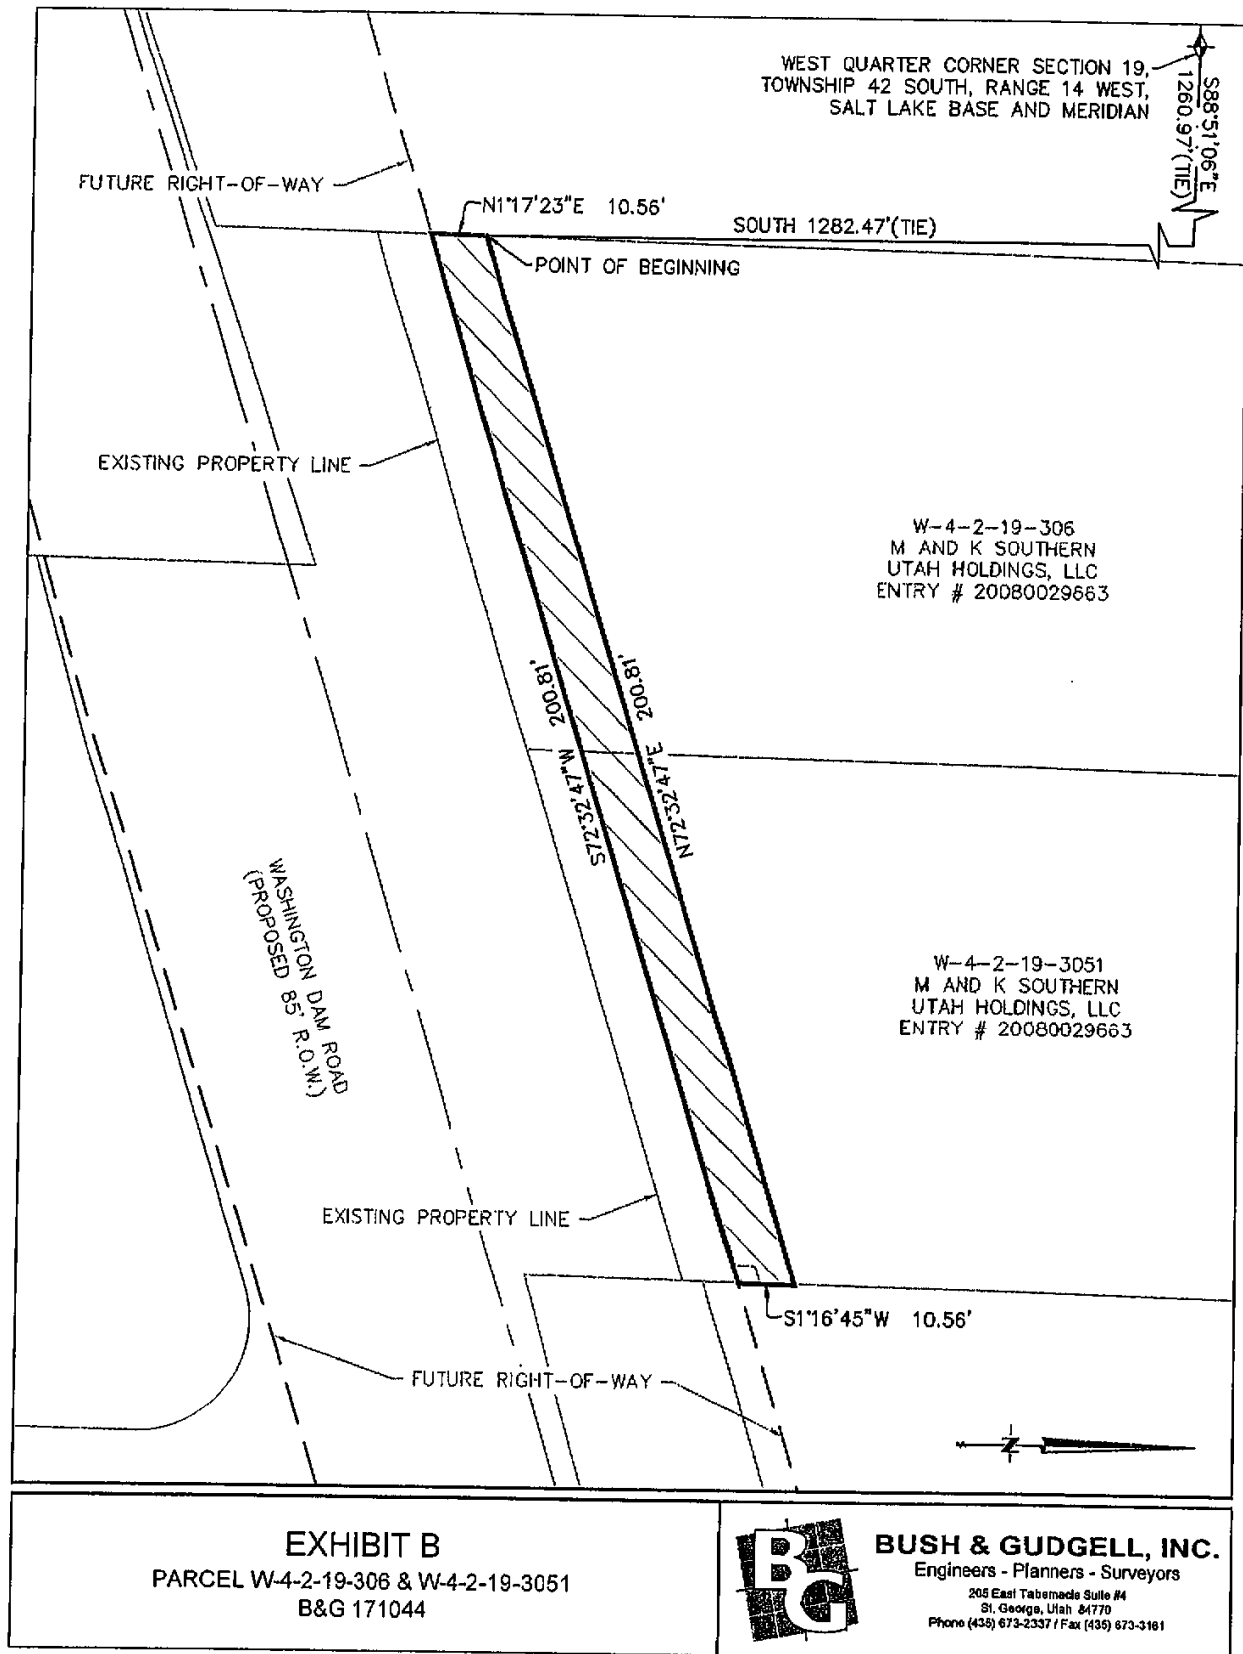 WEST QUARTER CORNER SECTION 19,
TOWNSHIP 42 SOUTH, RANGE 14 WEST,
SALT LAKE BASE AND MERIDIAN
S88°51'06"E
1260.97'(TIE)
FUTURE RIGHT-OF-WAY
N1°17'23"E 10.56'
SOUTH 1282.47'(TIE)
POINT OF BEGINNING
EXISTING PROPERTY LINE
W-4-2-19-306
M AND K SOUTHERN
UTAH HOLDINGS, LLC
ENTRY # 20080029663
S72°32'47"W 200.81'
N72°32'47"E 200.81'
WASHINGTON DAM ROAD
(PROPOSED 85' R.O.W.)
W-4-2-19-3051
M AND K SOUTHERN
UTAH HOLDINGS, LLC
ENTRY # 20080029663
EXISTING PROPERTY LINE
S1°16'45"W 10.56'
FUTURE RIGHT-OF-WAY
N
EXHIBIT B
PARCEL W-4-2-19-306 & W-4-2-19-3051
B&G 171044
BG
BUSH & GUDGELL, INC.
Engineers - Planners - Surveyors
205 East Tabernacle Suite #4
St. George, Utah 84770
Phone (435) 673-2337 / Fax (435) 673-3161